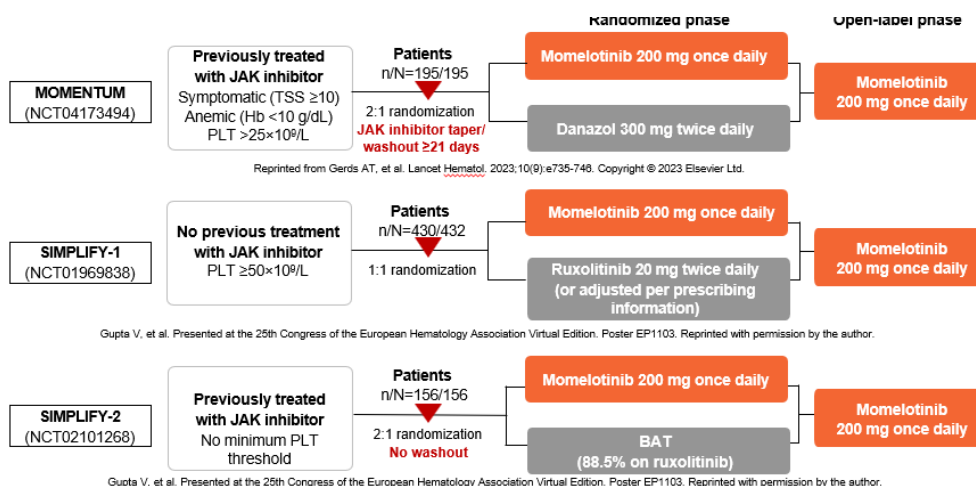 Randomized phase
Open-label phase
MOMENTUM
(NCT04173494)
Previously treated
with JAK inhibitor
Symptomatic (TSS ≥10)
Anemic (Hb <10 g/dL)
PLT >25×10⁹/L
Patients
n/N=195/195
2:1 randomization
JAK inhibitor taper/
washout ≥21 days
Momelotinib 200 mg once daily
Danazol 300 mg twice daily
Momelotinib
200 mg once daily
Reprinted from Gerds AT, et al. Lancet Hematol. 2023;10(9):e735-746. Copyright © 2023 Elsevier Ltd.
SIMPLIFY-1
(NCT01969838)
No previous treatment
with JAK inhibitor
PLT ≥50×10⁹/L
Patients
n/N=430/432
1:1 randomization
Momelotinib 200 mg once daily
Ruxolitinib 20 mg twice daily
(or adjusted per prescribing
information)
Momelotinib
200 mg once daily
Gupta V, et al. Presented at the 25th Congress of the European Hematology Association Virtual Edition. Poster EP1103. Reprinted with permission by the author.
SIMPLIFY-2
(NCT02101268)
Previously treated
with JAK inhibitor
No minimum PLT
threshold
Patients
n/N=156/156
2:1 randomization
No washout
Momelotinib 200 mg once daily
BAT
(88.5% on ruxolitinib)
Momelotinib
200 mg once daily
Gupta V, et al. Presented at the 25th Congress of the European Hematology Association Virtual Edition. Poster EP1103. Reprinted with permission by the author.